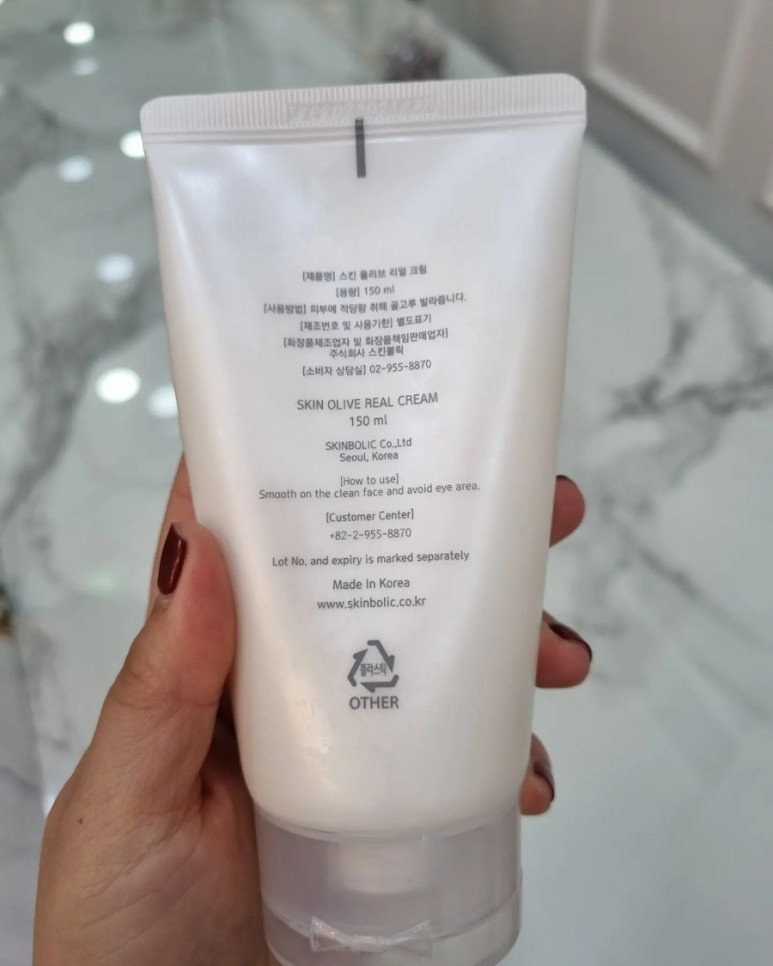 [제품명] 스킨 올리브 리얼 크림
[용량] 150 ml
[사용방법] 피부에 적당량 취해 골고루 발라줍니다.
[제조번호 및 사용기한] 별도표기
[화장품제조업자 및 화장품책임판매업자]
주식회사 스킨볼릭
[소비자 상담실] 02-955-8870
SKIN OLIVE REAL CREAM
150 ml
SKINBOLIC Co.,Ltd
Seoul, Korea
[How to use]
Smooth on the clean face and avoid eye area.
[Customer Center]
+82-2-955-8870
Lot No. and expiry is marked separately
Made In Korea
www.skinbolic.co.kr
플라스틱
OTHER